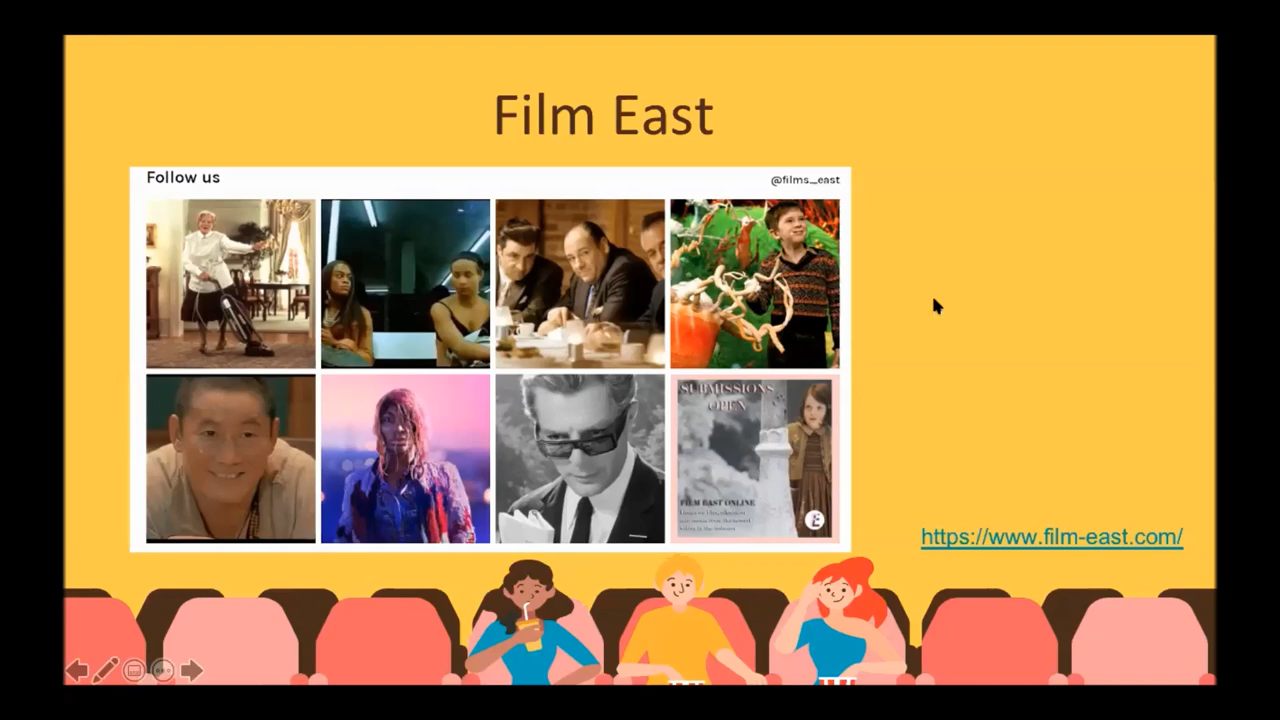 Film East
Follow us
@films_east
SUBMISSIONS
OPEN
FILM EAST ONLINE
E
https://www.film-east.com/